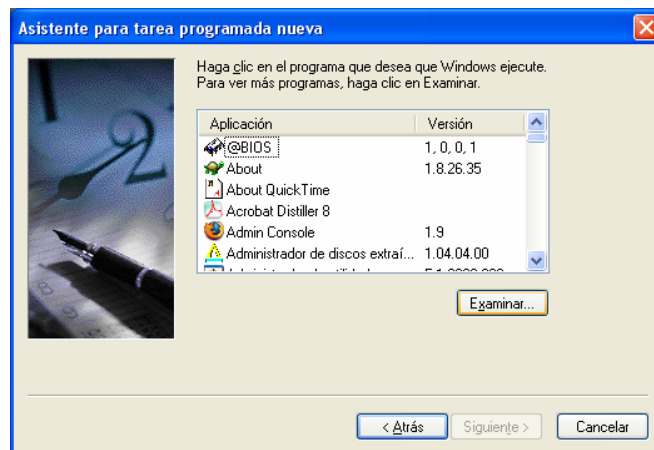 Asistente para tarea programada nueva
Haga clic en el programa que desea que Windows ejecute.
Para ver más programas, haga clic en Examinar.
Aplicación Versión
@BIOS 1, 0, 0, 1
About 1.8.26.35
About QuickTime
Acrobat Distiller 8
Admin Console 1.9
Administrador de discos extraí... 1.04.04.00
Examinar...
< Atrás Siguiente > Cancelar